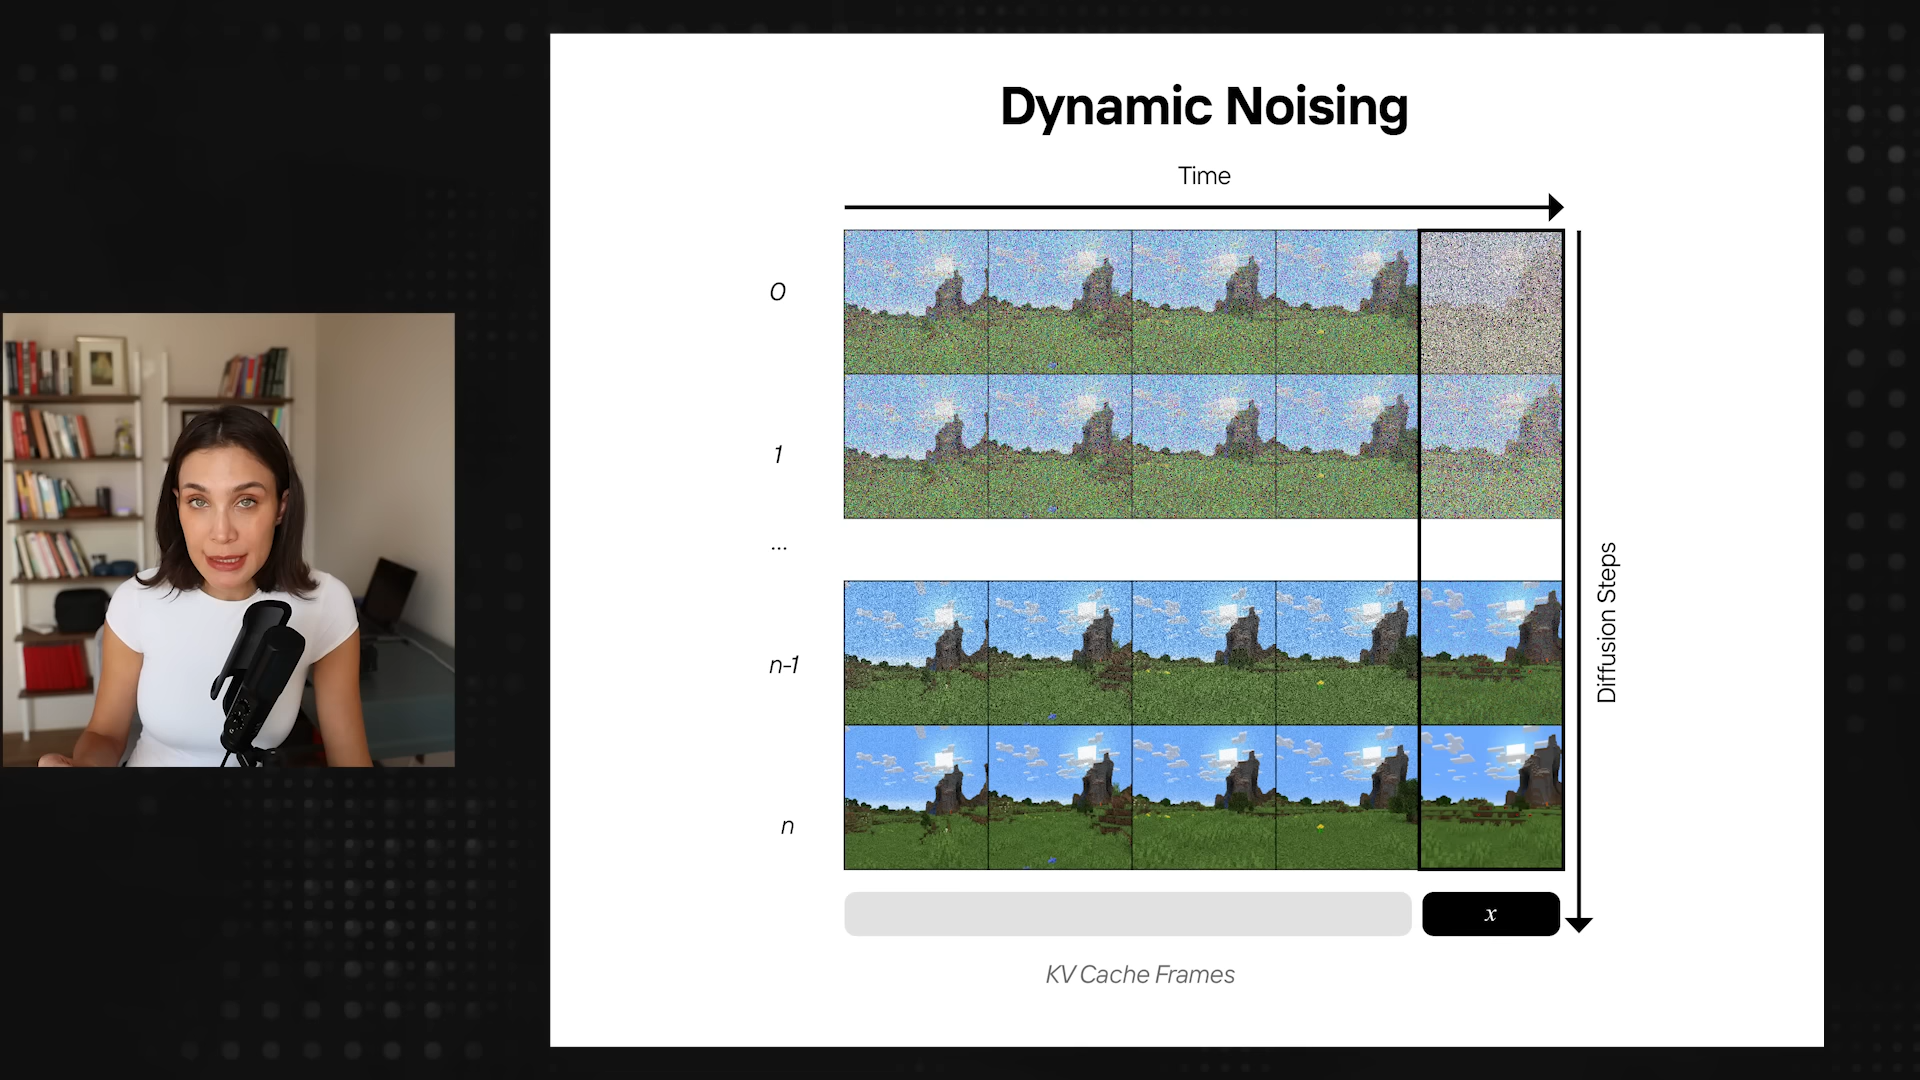 Dynamic Noising
Time
0
1
...
n-1
n
Diffusion Steps
x
KV Cache Frames